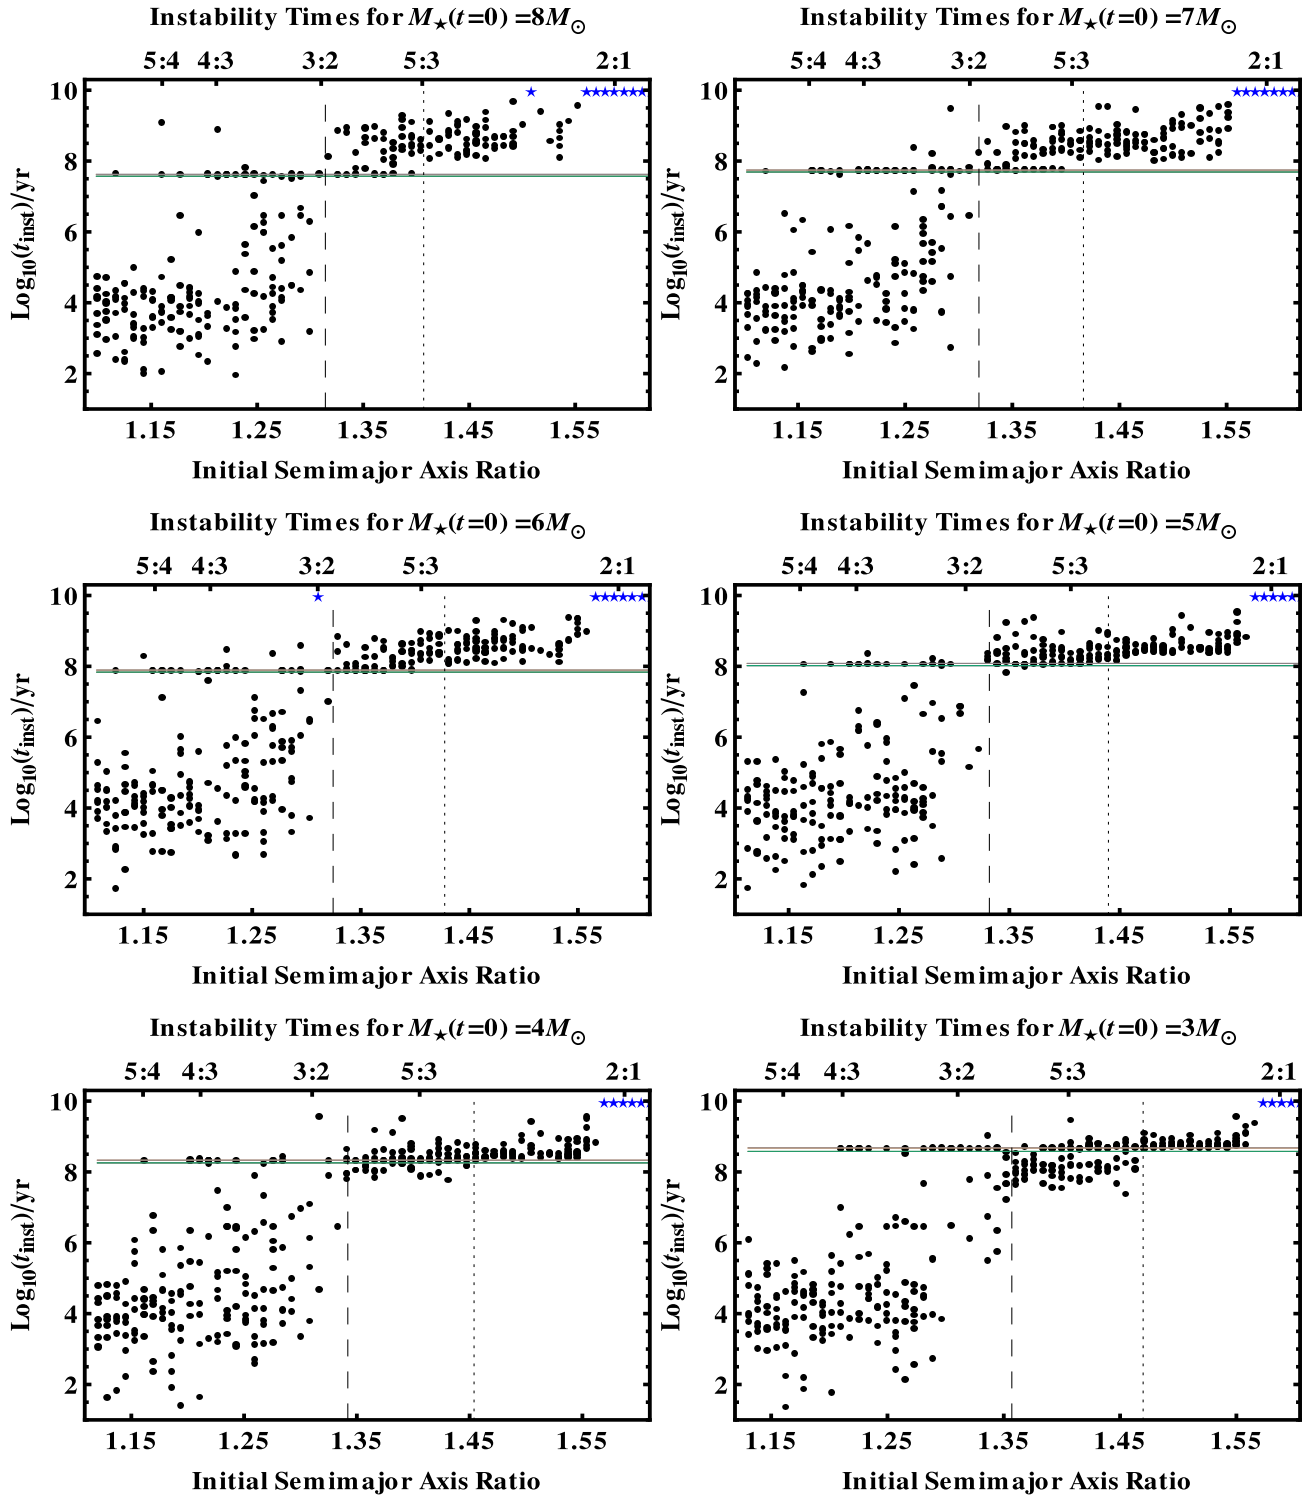 Instability Times for M★(t=0) =8M⊙
5:4 4:3 3:2 5:3 2:1
10
8
6
4
2
Log10(tinst)/yr
1.15 1.25 1.35 1.45 1.55
Initial Semimajor Axis Ratio
Instability Times for M★(t=0) =7M⊙
5:4 4:3 3:2 5:3 2:1
10
8
6
4
2
Log10(tinst)/yr
1.15 1.25 1.35 1.45 1.55
Initial Semimajor Axis Ratio
Instability Times for M★(t=0) =6M⊙
5:4 4:3 3:2 5:3 2:1
10
8
6
4
2
Log10(tinst)/yr
1.15 1.25 1.35 1.45 1.55
Initial Semimajor Axis Ratio
Instability Times for M★(t=0) =5M⊙
5:4 4:3 3:2 5:3 2:1
10
8
6
4
2
Log10(tinst)/yr
1.15 1.25 1.35 1.45 1.55
Initial Semimajor Axis Ratio
Instability Times for M★(t=0) =4M⊙
5:4 4:3 3:2 5:3 2:1
10
8
6
4
2
Log10(tinst)/yr
1.15 1.25 1.35 1.45 1.55
Initial Semimajor Axis Ratio
Instability Times for M★(t=0) =3M⊙
5:4 4:3 3:2 5:3 2:1
10
8
6
4
2
Log10(tinst)/yr
1.15 1.25 1.35 1.45 1.55
Initial Semimajor Axis Ratio